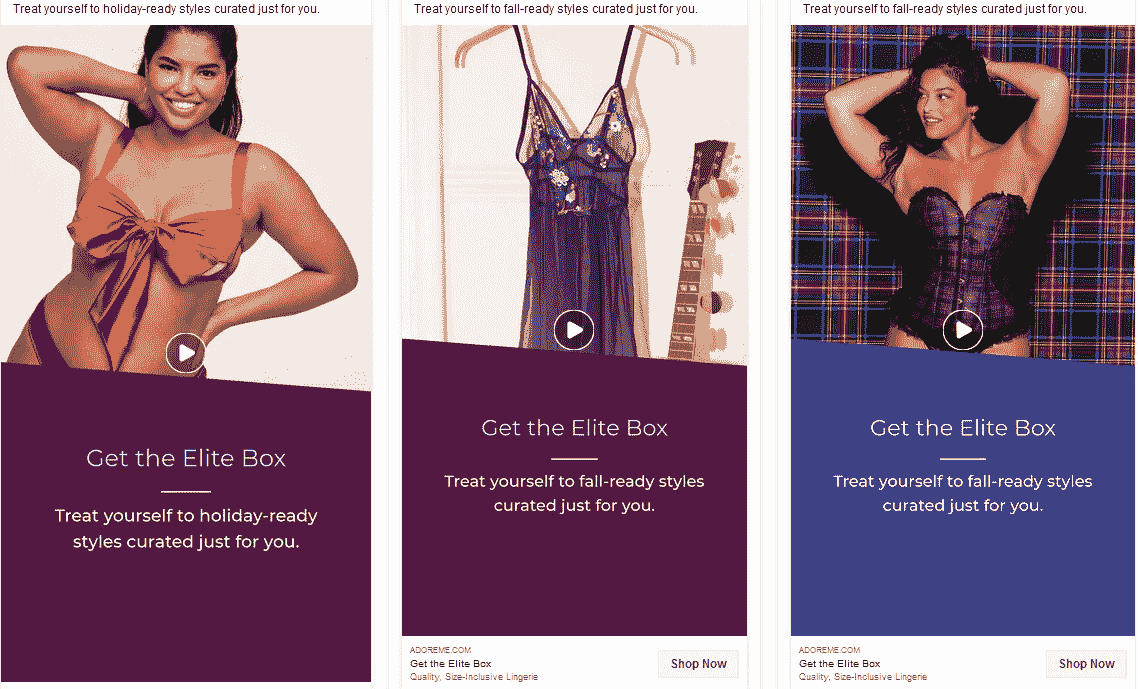 Treat yourself to holiday-ready styles curated just for you.
Get the Elite Box
Treat yourself to holiday-ready
styles curated just for you.
Treat yourself to fall-ready styles curated just for you.
Get the Elite Box
Treat yourself to fall-ready styles
curated just for you.
ADOREME.COM
Get the Elite Box
Quality, Size-Inclusive Lingerie
Shop Now
Treat yourself to fall-ready styles curated just for you.
Get the Elite Box
Treat yourself to fall-ready styles
curated just for you.
ADOREME.COM
Get the Elite Box
Quality, Size-Inclusive Lingerie
Shop Now